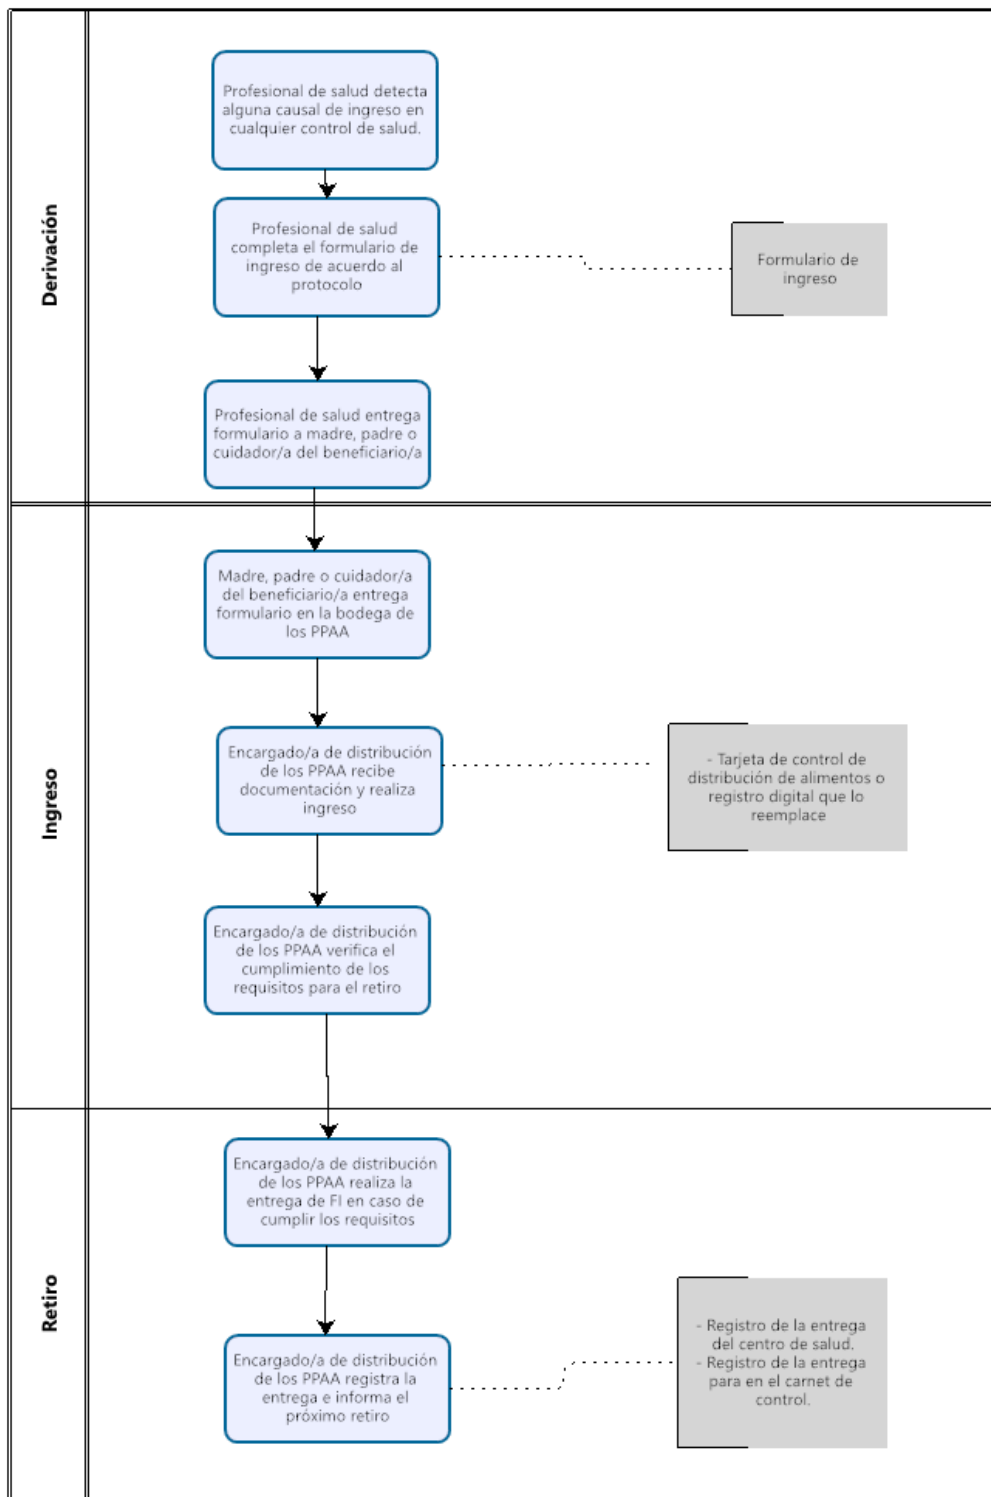 Derivación
Profesional de salud detecta
alguna causal de ingreso en
cualquier control de salud.
Profesional de salud
completa el formulario de
ingreso de acuerdo al
protocolo
Formulario de
ingreso
Profesional de salud entrega
formulario a madre, padre o
cuidador/a del beneficiario/a
Ingreso
Madre, padre o cuidador/a
del beneficiario/a entrega
formulario en la bodega de
los PPAA
Encargado/a de distribución
de los PPAA recibe
documentación y realiza
ingreso
- Tarjeta de control de
distribución de alimentos o
registro digital que lo
reemplace
Encargado/a de distribución
de los PPAA verifica el
cumplimiento de los
requisitos para el retiro
Retiro
Encargado/a de distribución
de los PPAA realiza la
entrega de FI en caso de
cumplir los requisitos
Encargado/a de distribución
de los PPAA registra la
entrega e informa el
próximo retiro
- Registro de la entrega
del centro de salud.
- Registro de la entrega
para en el carnet de
control.